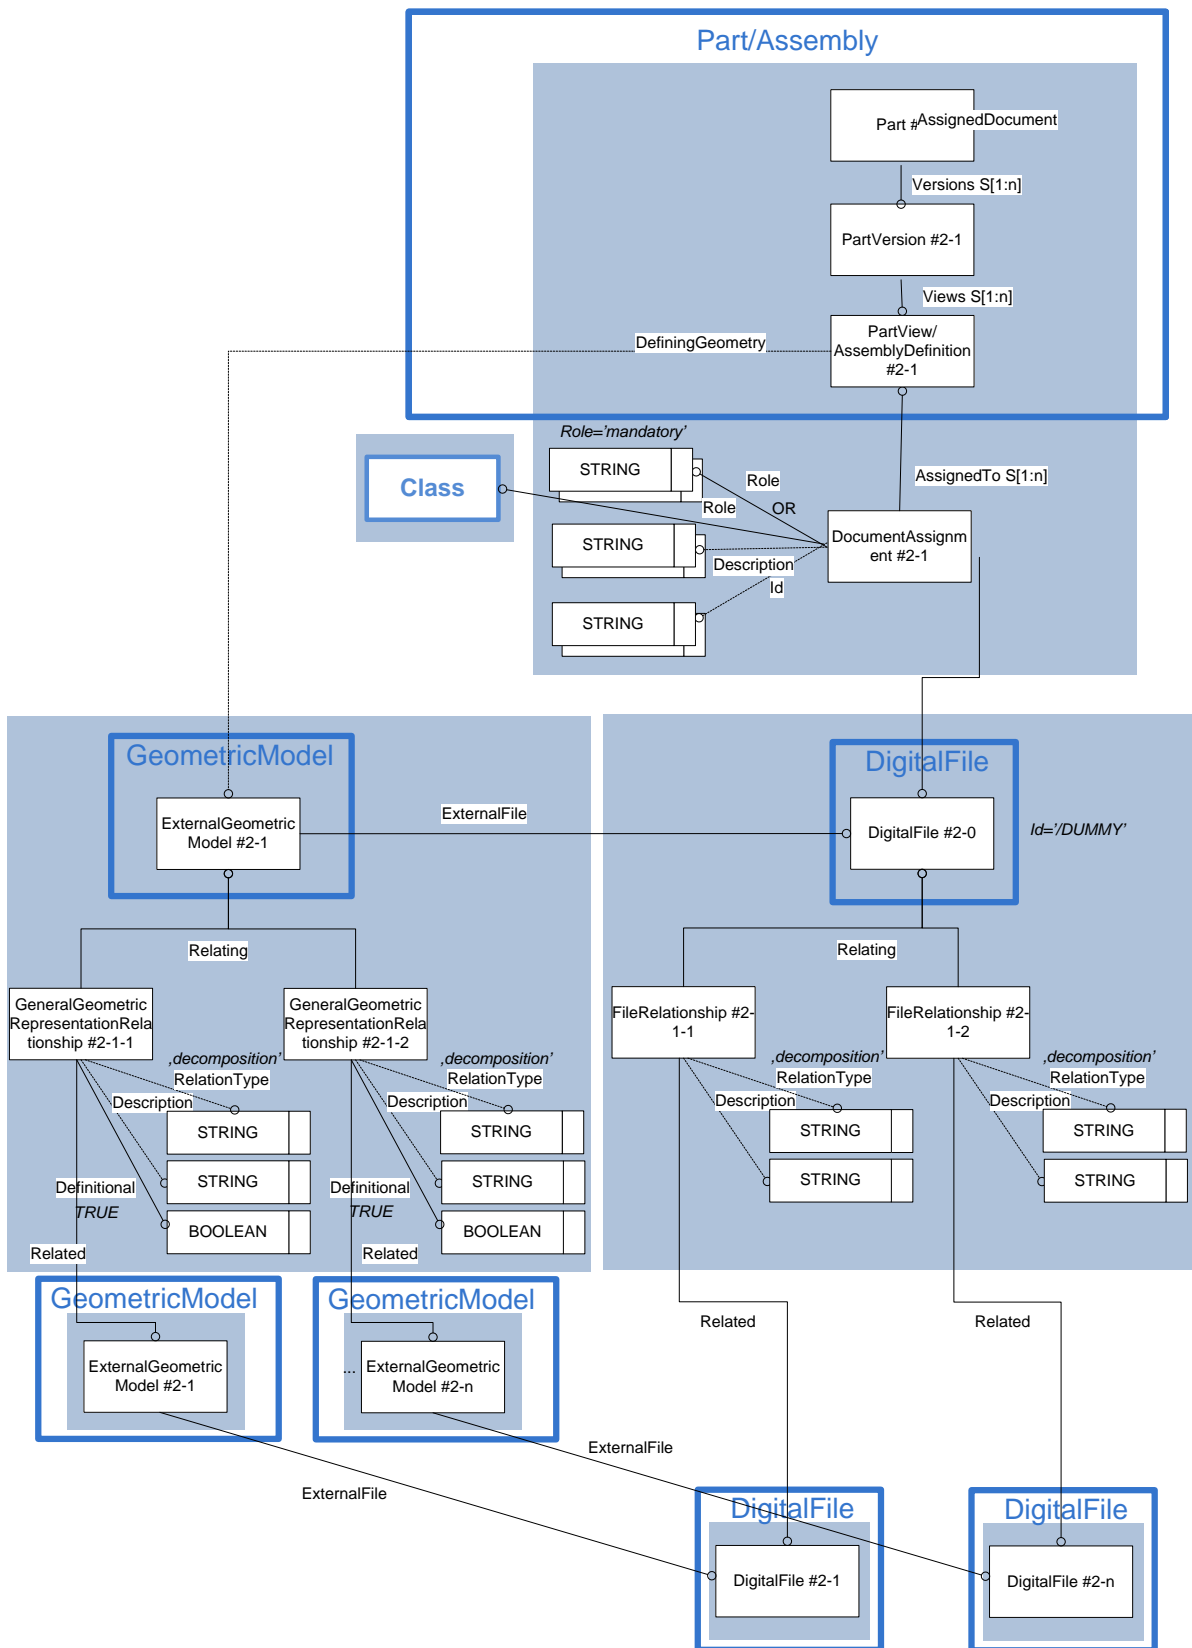 Part/Assembly
Part #
AssignedDocument
Versions S[1:n]
PartVersion #2-1
Views S[1:n]
PartView/
AssemblyDefinition
#2-1
DefiningGeometry
Role='mandatory’
STRING
Class
Role
Role
OR
AssignedTo S[1:n]
STRING
DocumentAssignm
ent #2-1
Description
Id
STRING
GeometricModel
DigitalFile
ExternalGeometric
Model #2-1
ExternalFile
DigitalFile #2-0
Id=’/DUMMY’
Relating
Relating
GeneralGeometric
RepresentationRela
tionship #2-1-1
GeneralGeometric
RepresentationRela
tionship #2-1-2
FileRelationship #2-
1-1
FileRelationship #2-
1-2
‚decomposition’
RelationType
Description
STRING
STRING
Definitional
TRUE
BOOLEAN
Related
‚decomposition’
RelationType
Description
STRING
STRING
Definitional
TRUE
BOOLEAN
Related
‚decomposition’
RelationType
Description
STRING
STRING
‚decomposition’
RelationType
Description
STRING
STRING
GeometricModel
GeometricModel
Related
Related
ExternalGeometric
Model #2-1
...
ExternalGeometric
Model #2-n
ExternalFile
ExternalFile
DigitalFile
DigitalFile
DigitalFile #2-1
DigitalFile #2-n